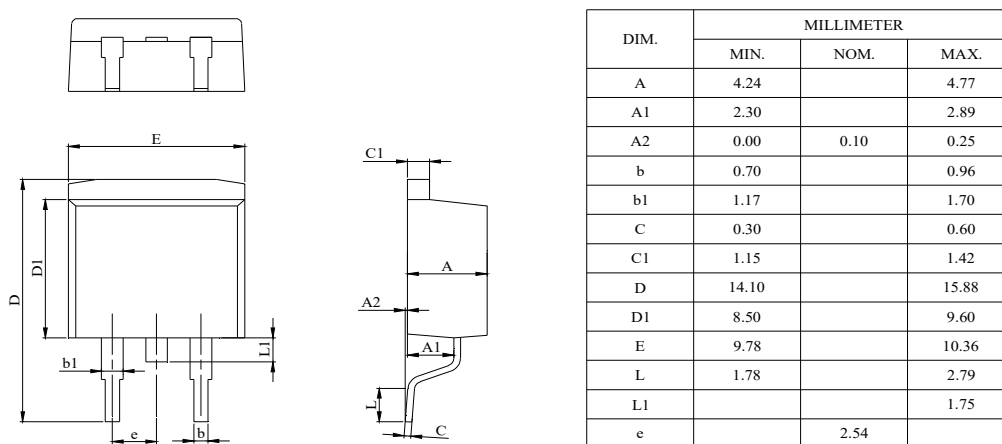 E
D
D1
b1
e
b
L1
C1
A
A2
A1
L
C
DIM. MILLIMETER
MIN. NOM. MAX.
A 4.24 4.77
A1 2.30 2.89
A2 0.00 0.10 0.25
b 0.70 0.96
b1 1.17 1.70
C 0.30 0.60
C1 1.15 1.42
D 14.10 15.88
D1 8.50 9.60
E 9.78 10.36
L 1.78 2.79
L1 1.75
e 2.54